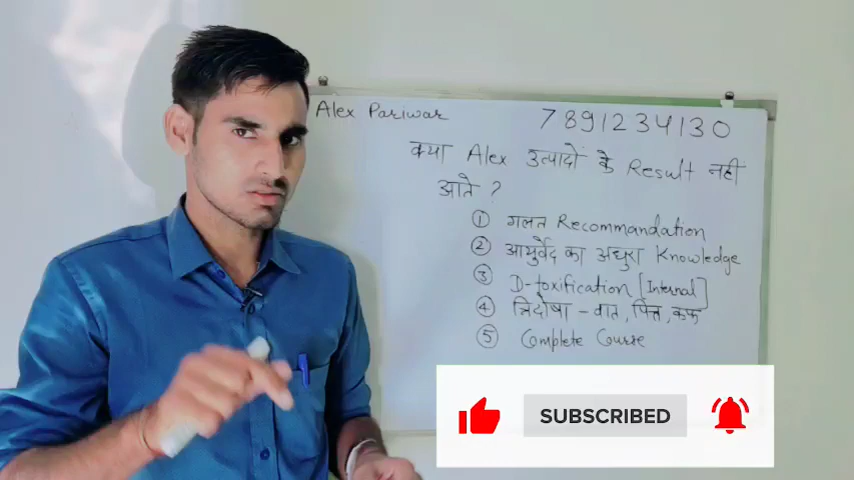 Alex Pariwar
7891234130
क्या Alex उत्पादों के Result नहीं
आते ?
① गलत Recommandation
② आयुर्वेद का अधुरा Knowledge
③ D-toxification [Internal]
④ त्रिदोषा - वात, पित्त, कफ
⑤ Complete Course
SUBSCRIBED